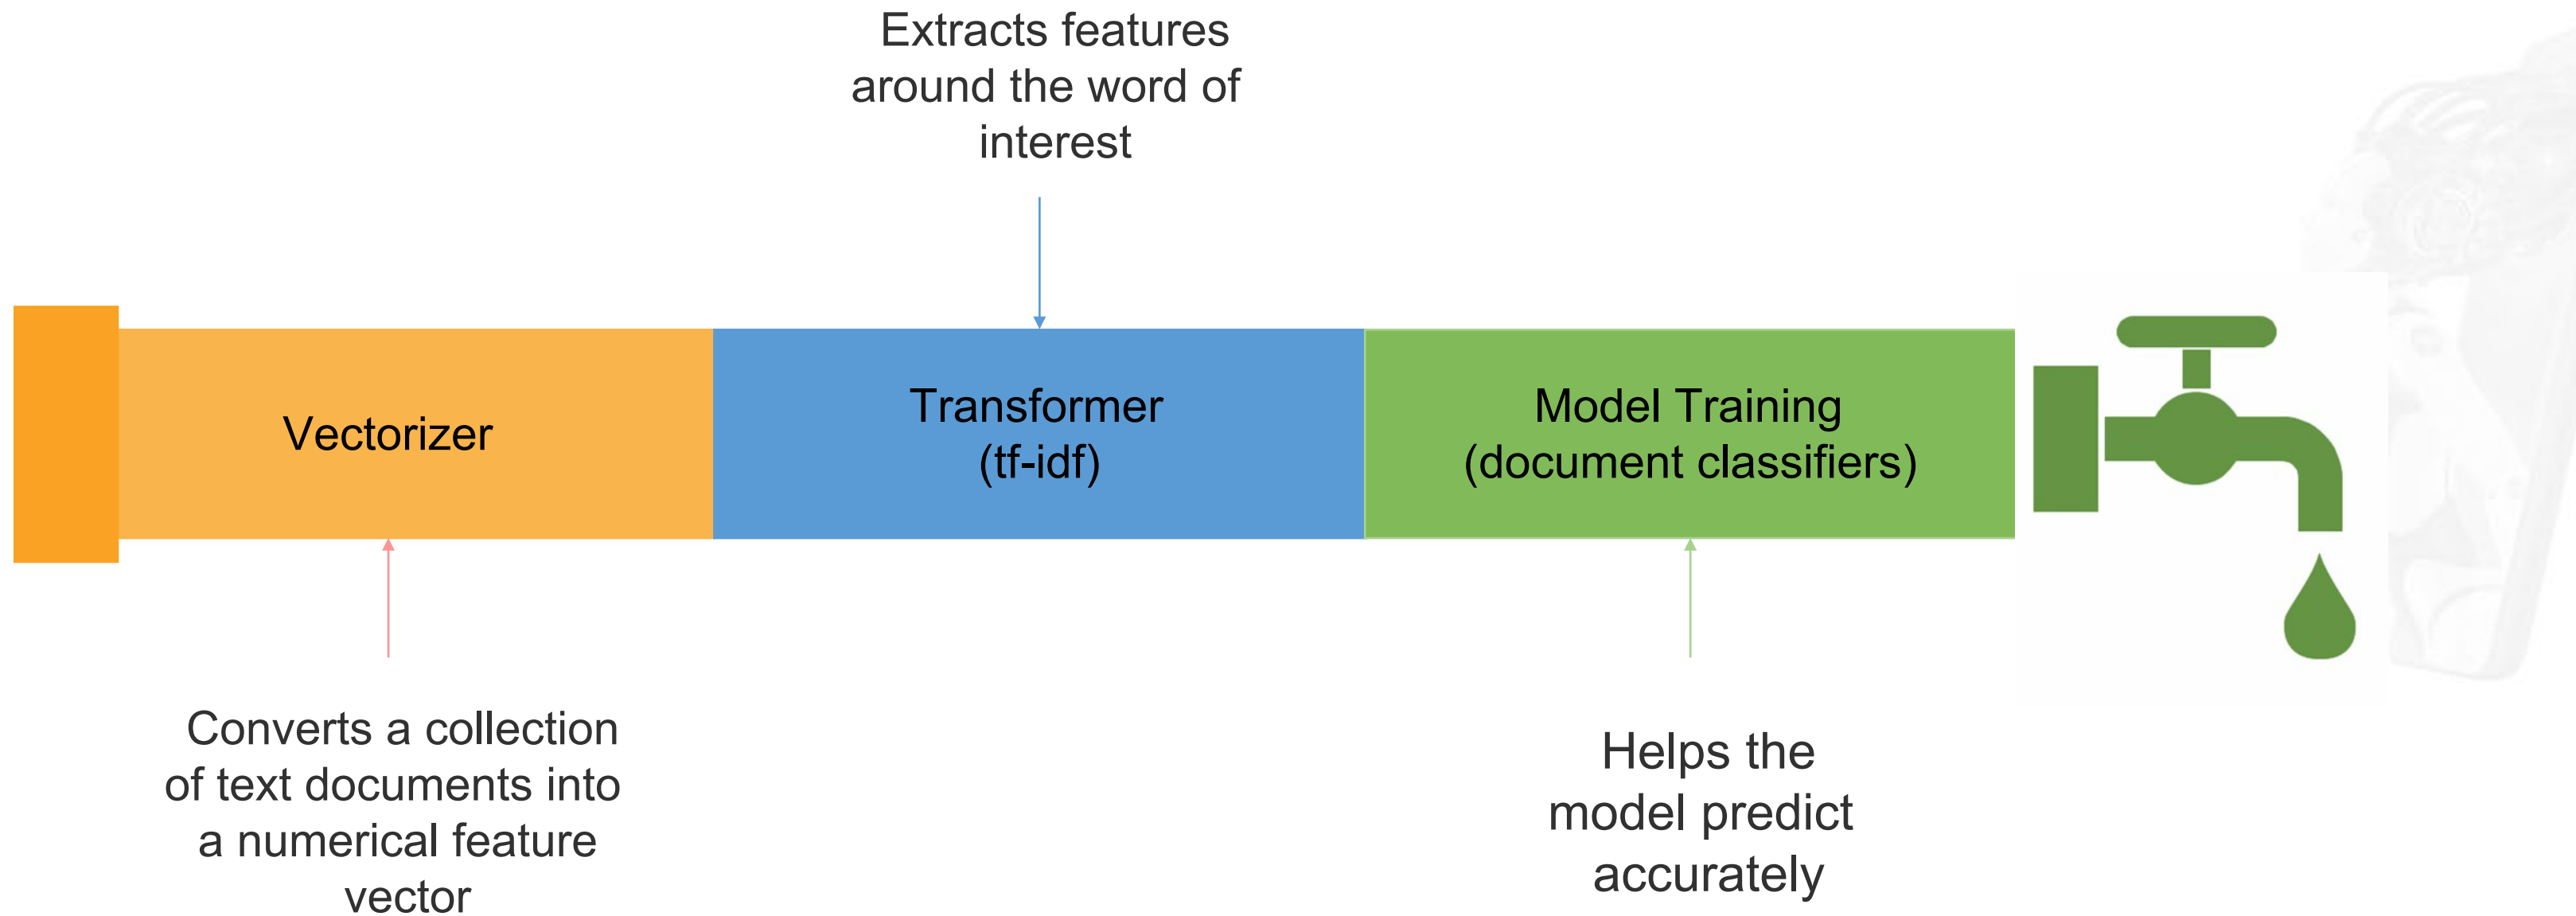 Extracts features
around the word of
interest
Vectorizer
Transformer
(tf-idf)
Model Training
(document classifiers)
Converts a collection
of text documents into
a numerical feature
vector
Helps the
model predict
accurately